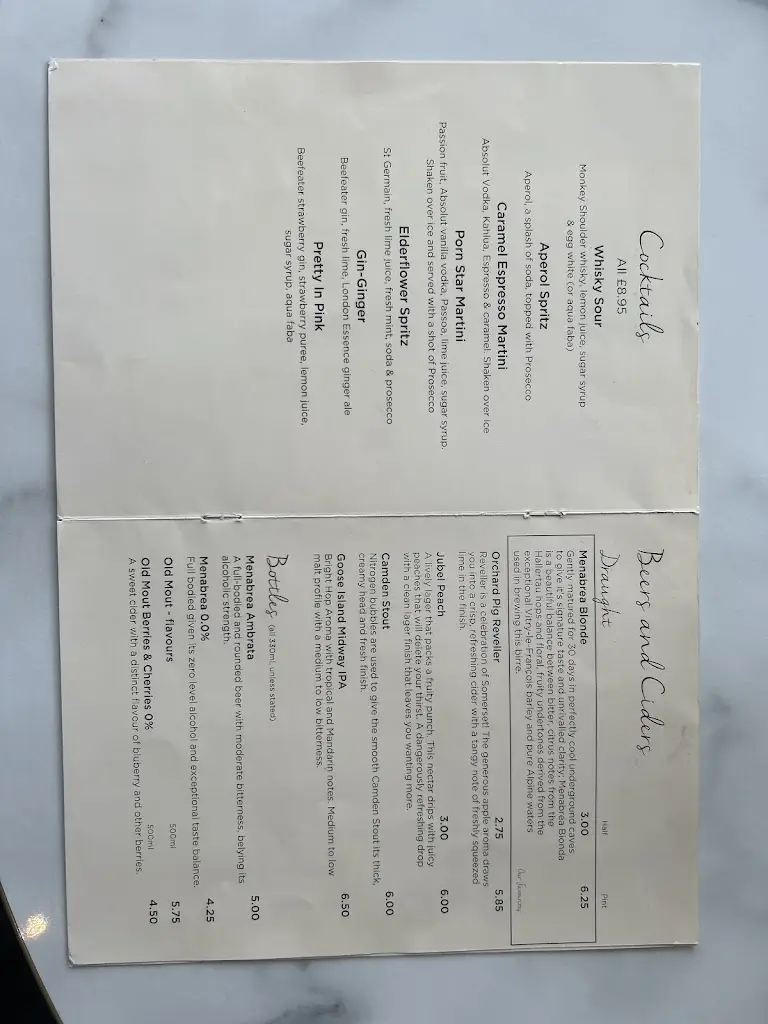 Cocktails
All £8.95
Whisky Sour
Monkey Shoulder whisky, lemon juice, sugar syrup
& egg white (or aqua faba)
Aperol Spritz
Aperol, a splash of soda, topped with Prosecco
Caramel Espresso Martini
Absolut Vodka, Kahlua, Espresso & caramel. Shaken over ice
Porn Star Martini
Passion fruit, Absolut vanilla vodka, Passoa, lime juice, sugar syrup.
Shaken over ice and served with a shot of Prosecco
Elderflower Spritz
St Germain, fresh lime juice, fresh mint, soda & prosecco
Gin-Ginger
Beefeater gin, fresh lime, London Essence ginger ale
Pretty In Pink
Beefeater strawberry gin, strawberry puree, lemon juice,
sugar syrup, aqua faba
Beers and Ciders
Draught Half Pint
Menabrea Blonde 3.00 6.25
Gently matured for 30 days in perfectly cool underground caves
to give it's signature taste and unrivalled clarity; Menabrea Bionda
is a beautiful balance between bitter, citrus notes from the
Hallertau hops and floral, fruity undertones derived from the
exceptional Vitry-le-François barley and pure Alpine waters
used in brewing this birre.
Our favourite
Orchard Pig Reveller 2.75 5.85
Reveller is a celebration of Somerset! The generous apple aroma draws
you into a crisp, refreshing cider with a tangy note of freshly squeezed
lime in the finish.
Jubel Peach 3.00 6.00
A lively lager that packs a fruity punch. This nectar drips with juicy
peaches that will delete your thirst. A dangerously refreshing drop
with a clean lager finish that leaves you wanting more.
Camden Stout 6.00
Nitrogen bubbles are used to give the smooth Camden Stout its thick,
creamy head and fresh finish.
Goose Island Midway IPA 6.50
Bright Hop Aroma with tropical and Mandarin notes. Medium to low
malt profile with a medium to low bitterness.
Bottles (all 330ml, unless stated)
Menabrea Ambrata 5.00
A full-bodied and rounded beer with moderate bitterness, belying its
alcoholic strength.
Menabrea 0.0% 4.25
Full bodied given its zero level alcohol and exceptional taste balance.
Old Mout - flavours 500ml 5.75
Old Mout Berries & Cherries 0% 500ml 4.50
A sweet cider with a distinct flavour of bluberry and other berries.